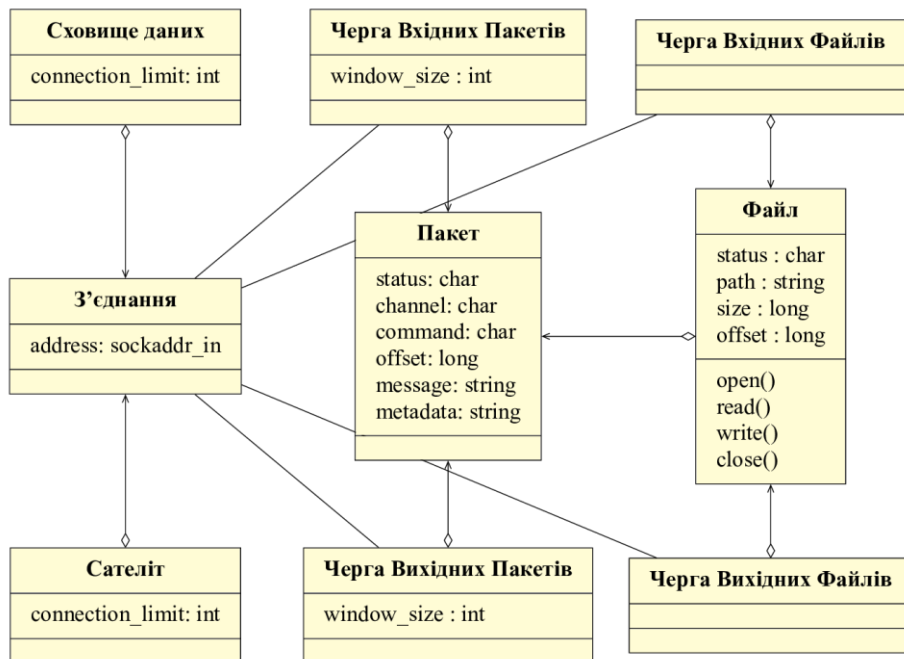 Сховище даних
connection_limit: int
Черга Вхідних Пакетів
window_size : int
Черга Вхідних Файлів
Пакет
status: char
channel: char
command: char
offset: long
message: string
metadata: string
Файл
status : char
path : string
size : long
offset : long
open()
read()
write()
close()
З’єднання
address: sockaddr_in
Сателіт
connection_limit: int
Черга Вихідних Пакетів
window_size : int
Черга Вихідних Файлів